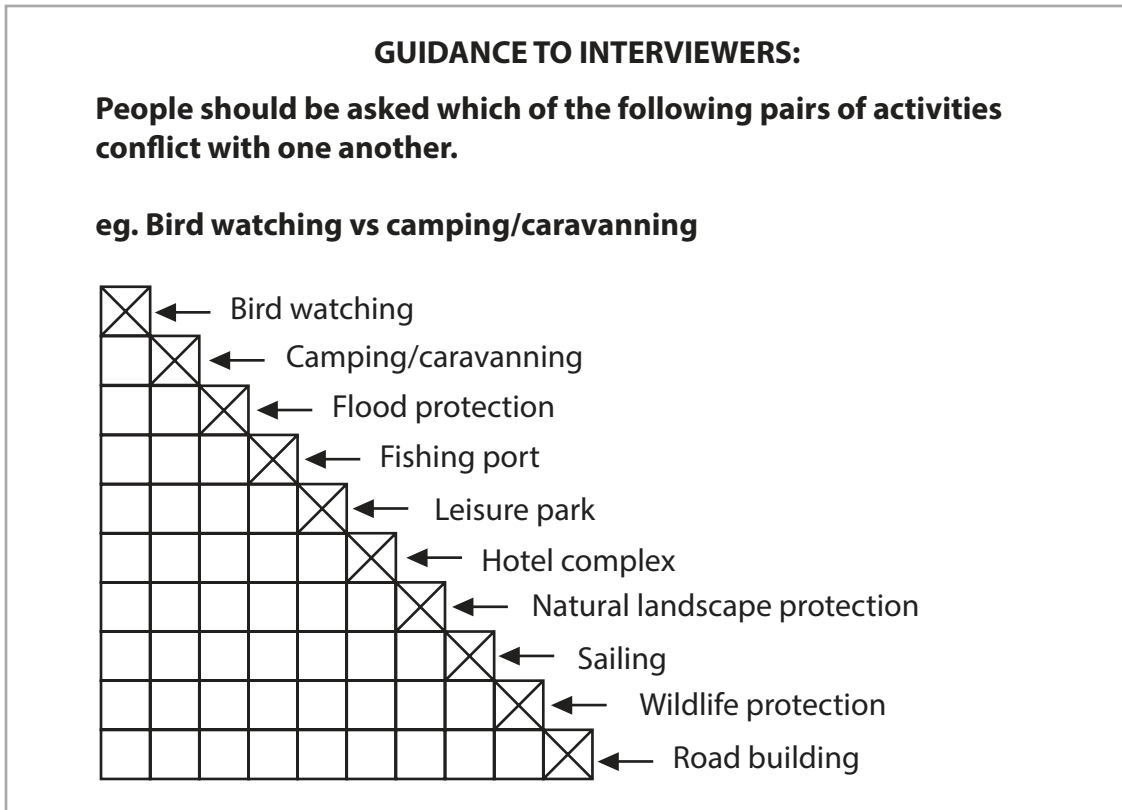 GUIDANCE TO INTERVIEWERS:
People should be asked which of the following pairs of activities
conflict with one another.
eg. Bird watching vs camping/caravanning
Bird watching
Camping/caravanning
Flood protection
Fishing port
Leisure park
Hotel complex
Natural landscape protection
Sailing
Wildlife protection
Road building